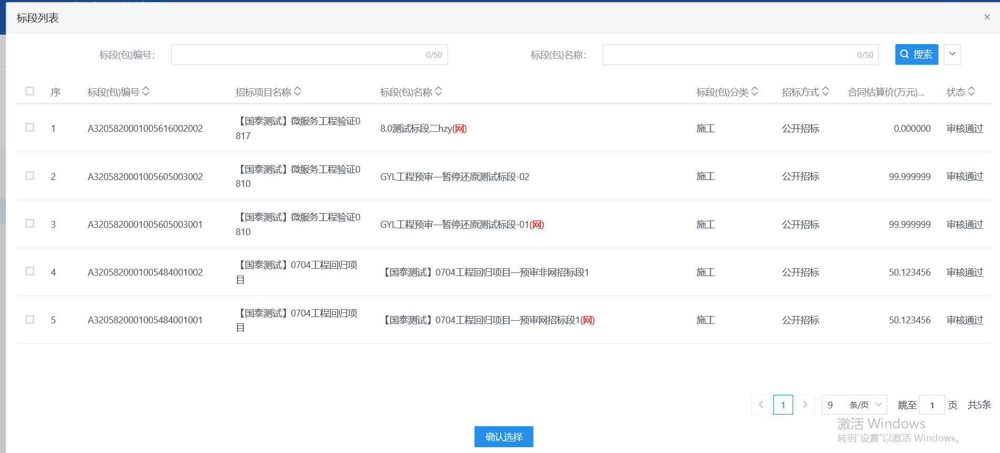 标段列表
标段(包)编号: 0/50 标段(包)名称: 0/50 搜索
序 标段(包)编号 招标项目名称 标段(包)名称 标段(包)分类 招标方式 合同估算价(万元)... 状态
1 A3205820001005616002002 【国泰测试】微服务工程验证0 8.0测试标段二hzy(网) 施工 公开招标 0.000000 审核通过
817
2 A3205820001005605003002 【国泰测试】微服务工程验证0 GYL工程预审—暂停还原测试标段-02 施工 公开招标 99.999999 审核通过
810
3 A3205820001005605003001 【国泰测试】微服务工程验证0 GYL工程预审—暂停还原测试标段-01(网) 施工 公开招标 99.999999 审核通过
810
4 A3205820001005484001002 【国泰测试】0704工程回归项 【国泰测试】0704工程回归项目—预审非网招标段1 施工 公开招标 50.123456 审核通过
目
5 A3205820001005484001001 【国泰测试】0704工程回归项 【国泰测试】0704工程回归项目—预审网招标段1(网) 施工 公开招标 50.123456 审核通过
目
1 9 条/页 跳至 1 页 共5条
激活 Windows
转到"设置"以激活 Windows。
确认选择